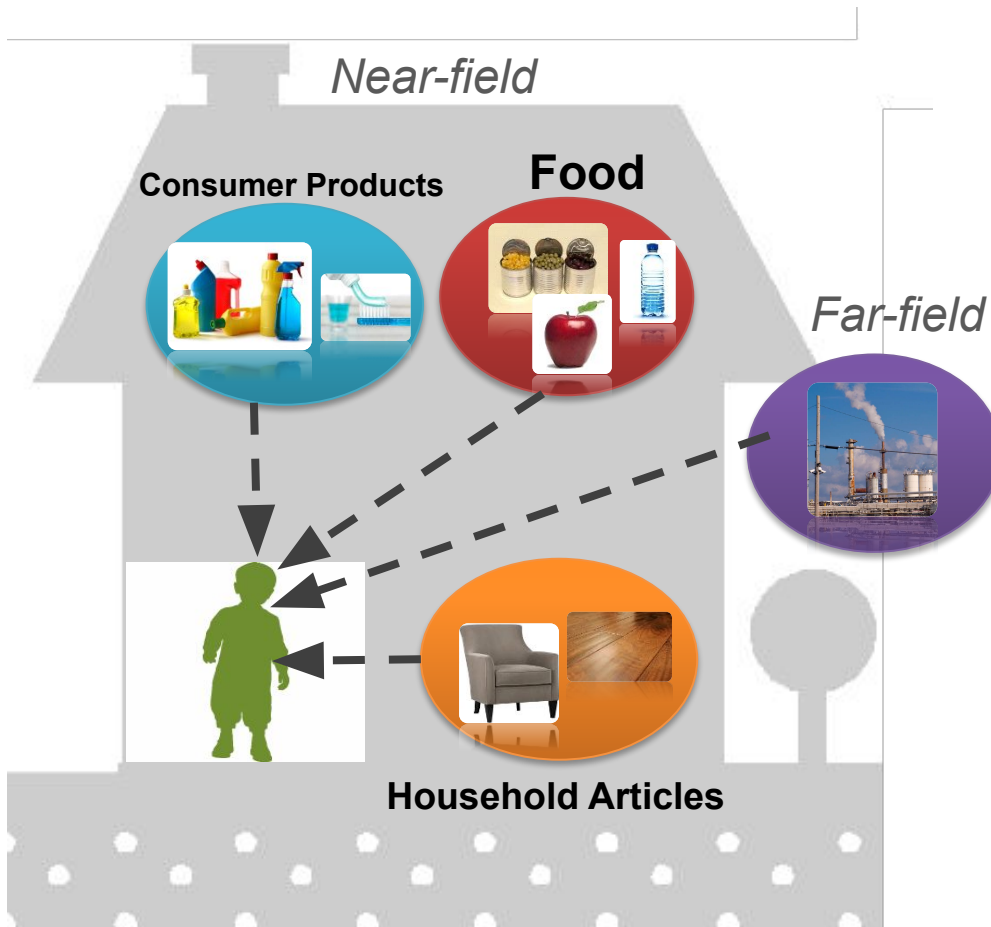 Near-field
Consumer Products
Food
Far-field
Household Articles